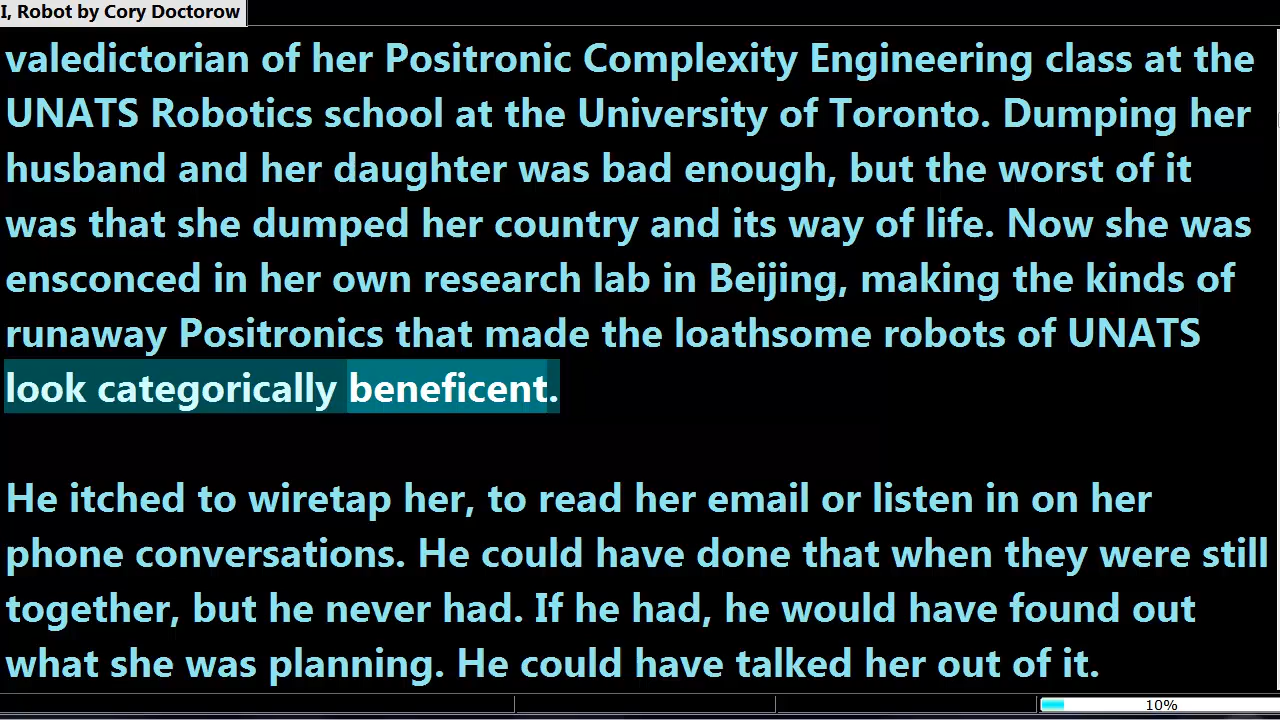 I, Robot by Cory Doctorow
valedictorian of her Positronic Complexity Engineering class at the
UNATS Robotics school at the University of Toronto. Dumping her
husband and her daughter was bad enough, but the worst of it
was that she dumped her country and its way of life. Now she was
ensconced in her own research lab in Beijing, making the kinds of
runaway Positronics that made the loathsome robots of UNATS
look categorically beneficent.
He itched to wiretap her, to read her email or listen in on her
phone conversations. He could have done that when they were still
together, but he never had. If he had, he would have found out
what she was planning. He could have talked her out of it.
10%